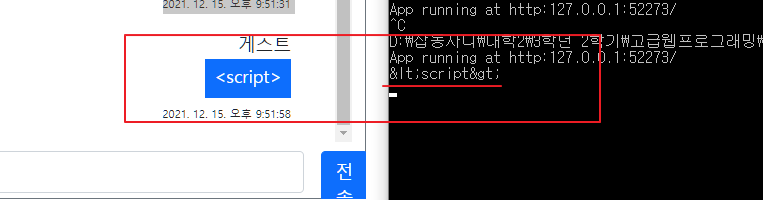 2021. 12. 15. 오후 9:51:31
게스트
<script>
2021. 12. 15. 오후 9:51:58
전
송
App running at http:127.0.0.1:52273/
^C
D:₩잡동사니₩대학2₩3학년 2학기₩고급웹프로그래밍₩
App running at http:127.0.0.1:52273/
&lt;script&gt;